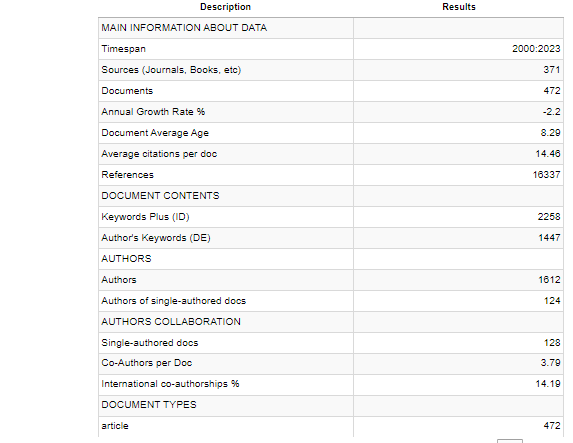 Description Results
MAIN INFORMATION ABOUT DATA
Timespan 2000:2023
Sources (Journals, Books, etc) 371
Documents 472
Annual Growth Rate % -2.2
Document Average Age 8.29
Average citations per doc 14.46
References 16337
DOCUMENT CONTENTS
Keywords Plus (ID) 2258
Author's Keywords (DE) 1447
AUTHORS
Authors 1612
Authors of single-authored docs 124
AUTHORS COLLABORATION
Single-authored docs 128
Co-Authors per Doc 3.79
International co-authorships % 14.19
DOCUMENT TYPES
article 472